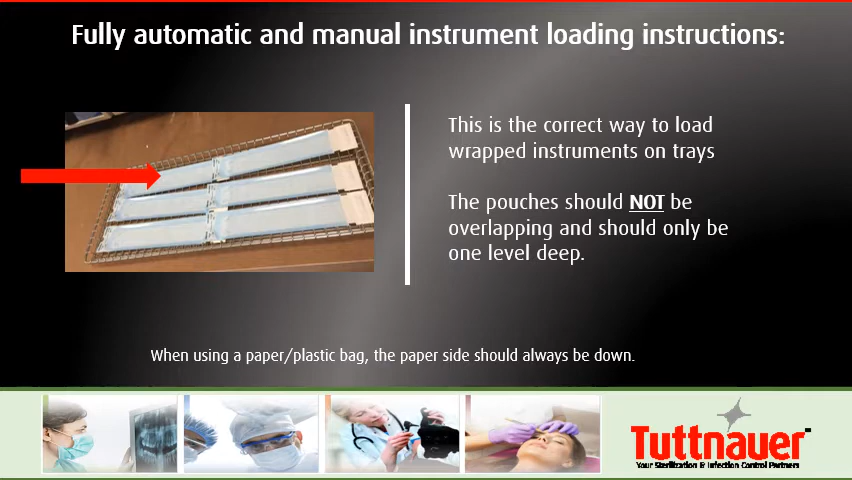 Fully automatic and manual instrument loading instructions:
This is the correct way to load
wrapped instruments on trays
The pouches should NOT be
overlapping and should only be
one level deep.
When using a paper/plastic bag, the paper side should always be down.
Tuttnauer
Your Sterilization & Infection Control Partners